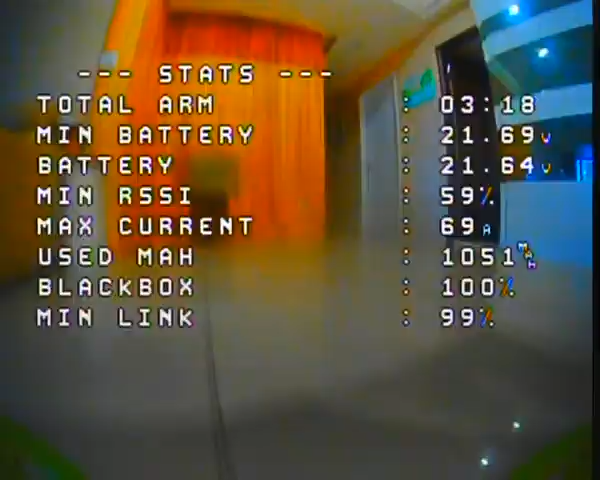 --- STATS ---
TOTAL ARM : 03:18
MIN BATTERY : 21.69V
BATTERY : 21.64V
MIN RSSI : 59%
MAX CURRENT : 69A
USED MAH : 1051MAH
BLACKBOX : 100%
MIN LINK : 99%